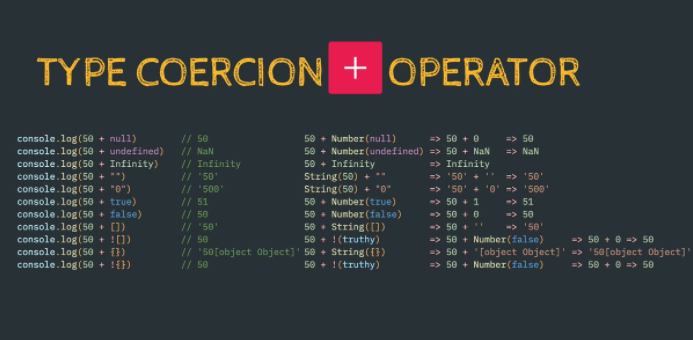 TYPE COERCION + OPERATOR
console.log(50 + null) // 50 50 + Number(null) => 50 + 0 => 50
console.log(50 + undefined) // NaN 50 + Number(undefined) => 50 + NaN => NaN
console.log(50 + Infinity) // Infinity 50 + Infinity => Infinity
console.log(50 + "") // '50' String(50) + "" => '50' + '' => '50'
console.log(50 + "0") // '500' String(50) + "0" => '50' + '0' => '500'
console.log(50 + true) // 51 50 + Number(true) => 50 + 1 => 51
console.log(50 + false) // 50 50 + Number(false) => 50 + 0 => 50
console.log(50 + []) // '50' 50 + String([]) => 50 + '' => '50'
console.log(50 + ![]) // 50 50 + !(truthy) => 50 + Number(false) => 50 + 0 => 50
console.log(50 + {}) // '50[object Object]' 50 + String({}) => 50 + '[object Object]' => '50[object Object]'
console.log(50 + !{}) // 50 50 + !(truthy) => 50 + Number(false) => 50 + 0 => 50